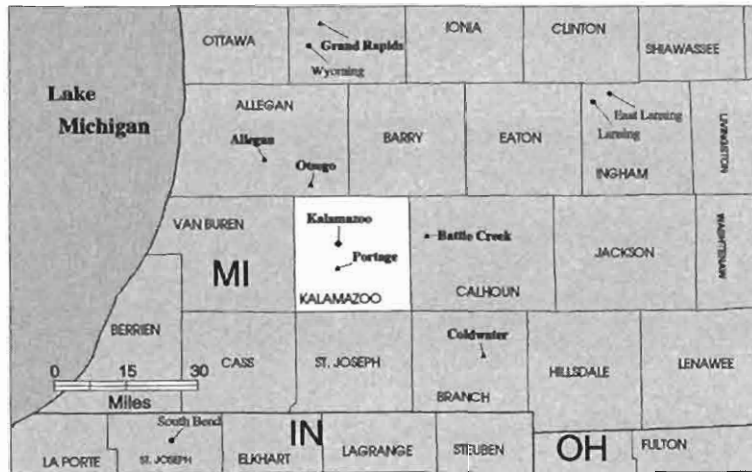 OTTAWA
Grand Rapids
Wyoming
IONIA
CLINTON
SHIAWASSEE
Lake
Michigan
ALLEGAN
Allegan
Otsego
BARRY
EATON
East Lansing
Lansing
INGHAM
LIVINGSTON
VAN BUREN
MI
Kalamazoo
Portage
KALAMAZOO
Battle Creek
CALHOUN
JACKSON
WASHTENAW
BERRIEN
0 15 30
Miles
CASS
ST. JOSEPH
Coldwater
BRANCH
HILLSDALE
LENAWEE
South Bend
LA PORTE
ST. JOSEPH
IN
ELKHART
LAGRANGE
STEUBEN
OH
FULTON